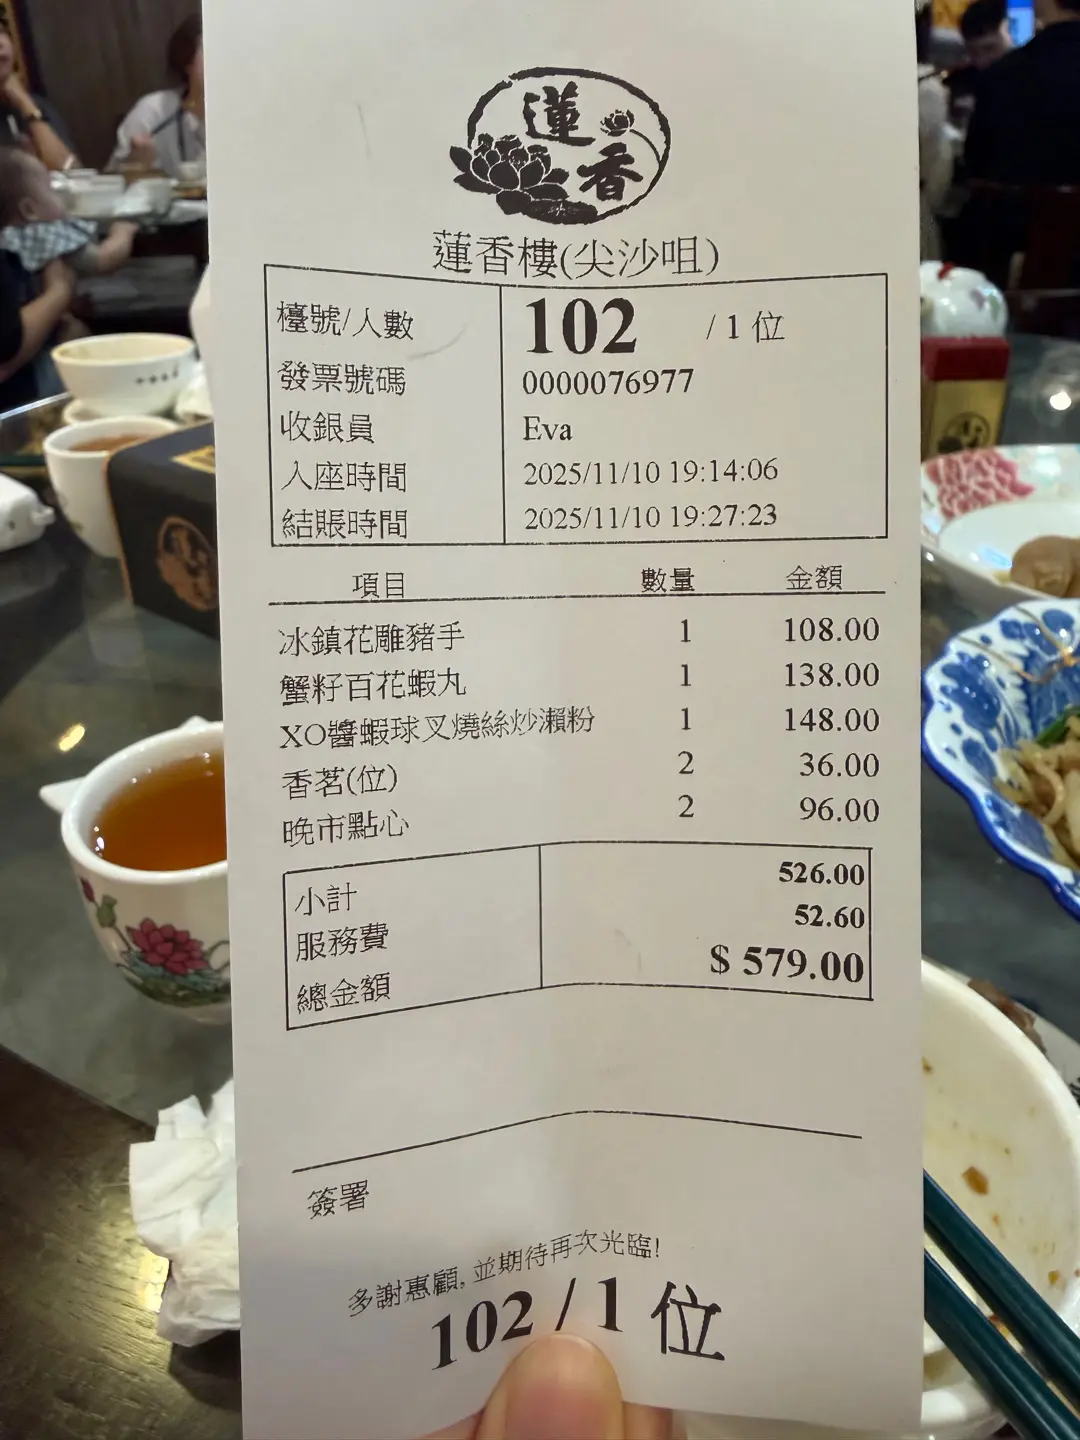 蓮香
蓮香樓(尖沙咀)
檯號/人數 102 / 1 位
發票號碼 0000076977
收銀員 Eva
入座時間 2025/11/10 19:14:06
結賬時間 2025/11/10 19:27:23
項目 數量 金額
冰鎮花雕豬手 1 108.00
蟹籽百花蝦丸 1 138.00
XO醬蝦球叉燒絲炒瀨粉 1 148.00
香茗(位) 2 36.00
晚市點心 2 96.00
小計 526.00
服務費 52.60
總金額 $ 579.00
簽署
多謝惠顧, 並期待再次光臨!
102 / 1 位